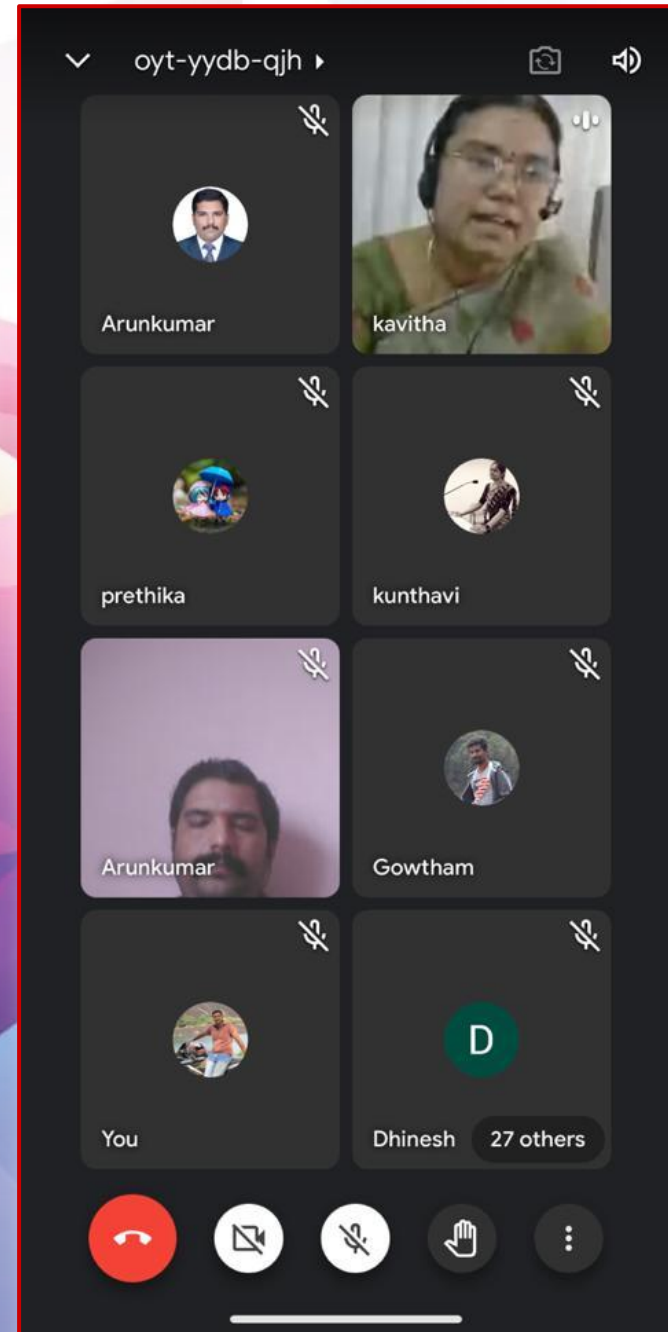 oyt-yydb-qjh
Arunkumar
kavitha
prethika
kunthavi
Arunkumar
Gowtham
You
D
Dhinesh
27 others